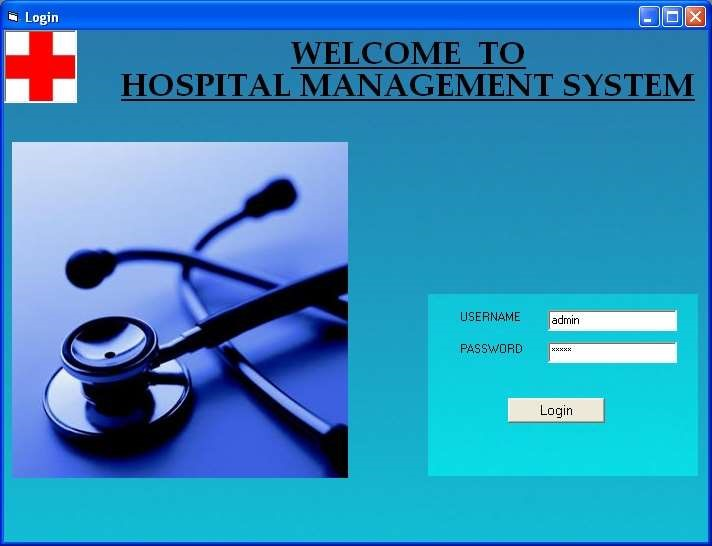 Login
WELCOME TO
HOSPITAL MANAGEMENT SYSTEM
USERNAME admin
PASSWORD *****
Login